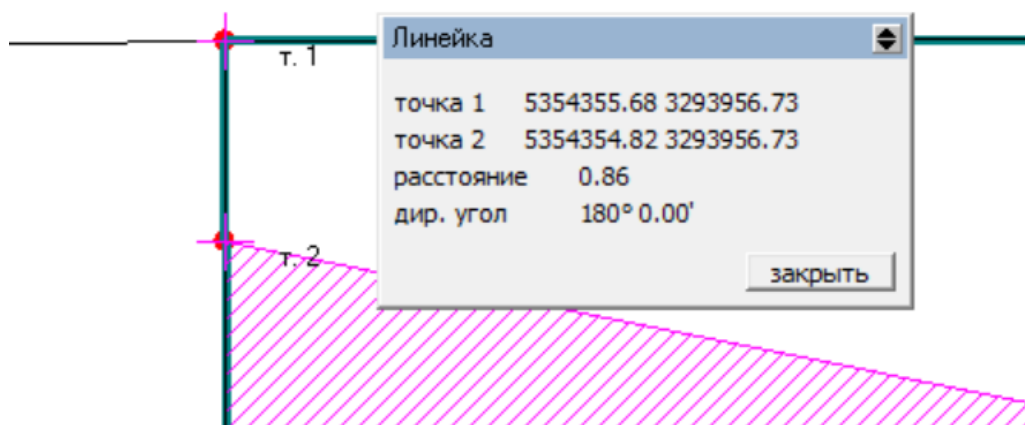 Линейка
т. 1
точка 1 5354355.68 3293956.73
точка 2 5354354.82 3293956.73
расстояние 0.86
дир. угол 180° 0.00'
т. 2
закрыть